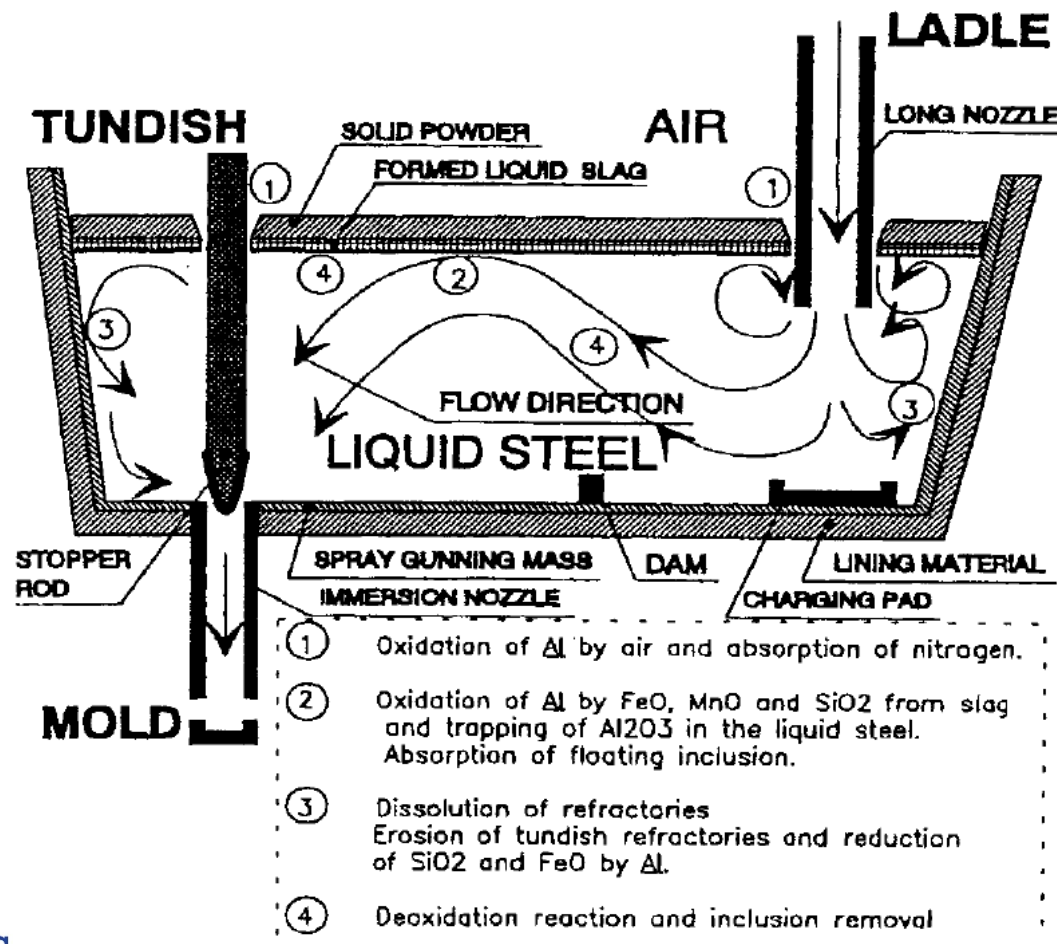 LADLE
TUNDISH
AIR
LONG NOZZLE
SOLID POWDER
FORMED LIQUID SLAG
1
1
4
2
3
4
3
FLOW DIRECTION
LIQUID STEEL
STOPPER
ROD
SPRAY GUNNING MASS
DAM
LINING MATERIAL
IMMERSION NOZZLE
CHARGING PAD
MOLD
1 Oxidation of Al by air and absorption of nitrogen.
2 Oxidation of Al by FeO, MnO and SiO2 from slag
and trapping of Al2O3 in the liquid steel.
Absorption of floating inclusion.
3 Dissolution of refractories
Erosion of tundish refractories and reduction
of SiO2 and FeO by Al.
4 Deoxidation reaction and inclusion removal